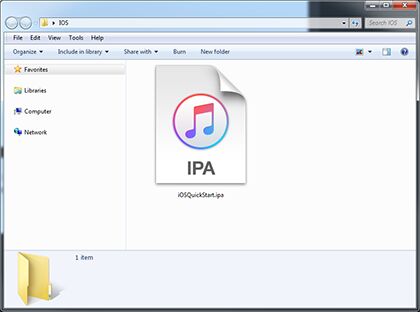 IOS
Search IOS
File Edit View Tools Help
Organize Include in library Share with Burn New folder
Favorites
Libraries
Computer
Network
IPA
iOSQuickStart.ipa
1 item